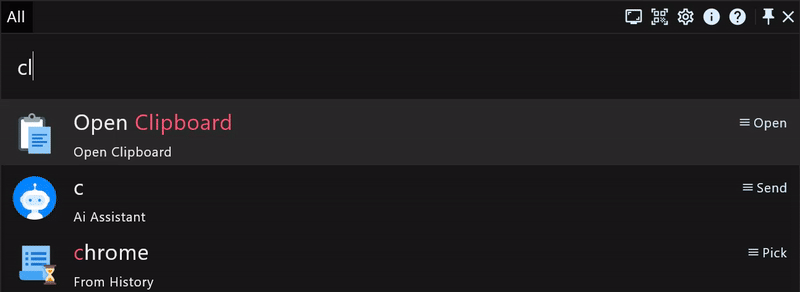 All
cl
Open Clipboard
Open
Open Clipboard
c
Send
Ai Assistant
chrome
Pick
From History